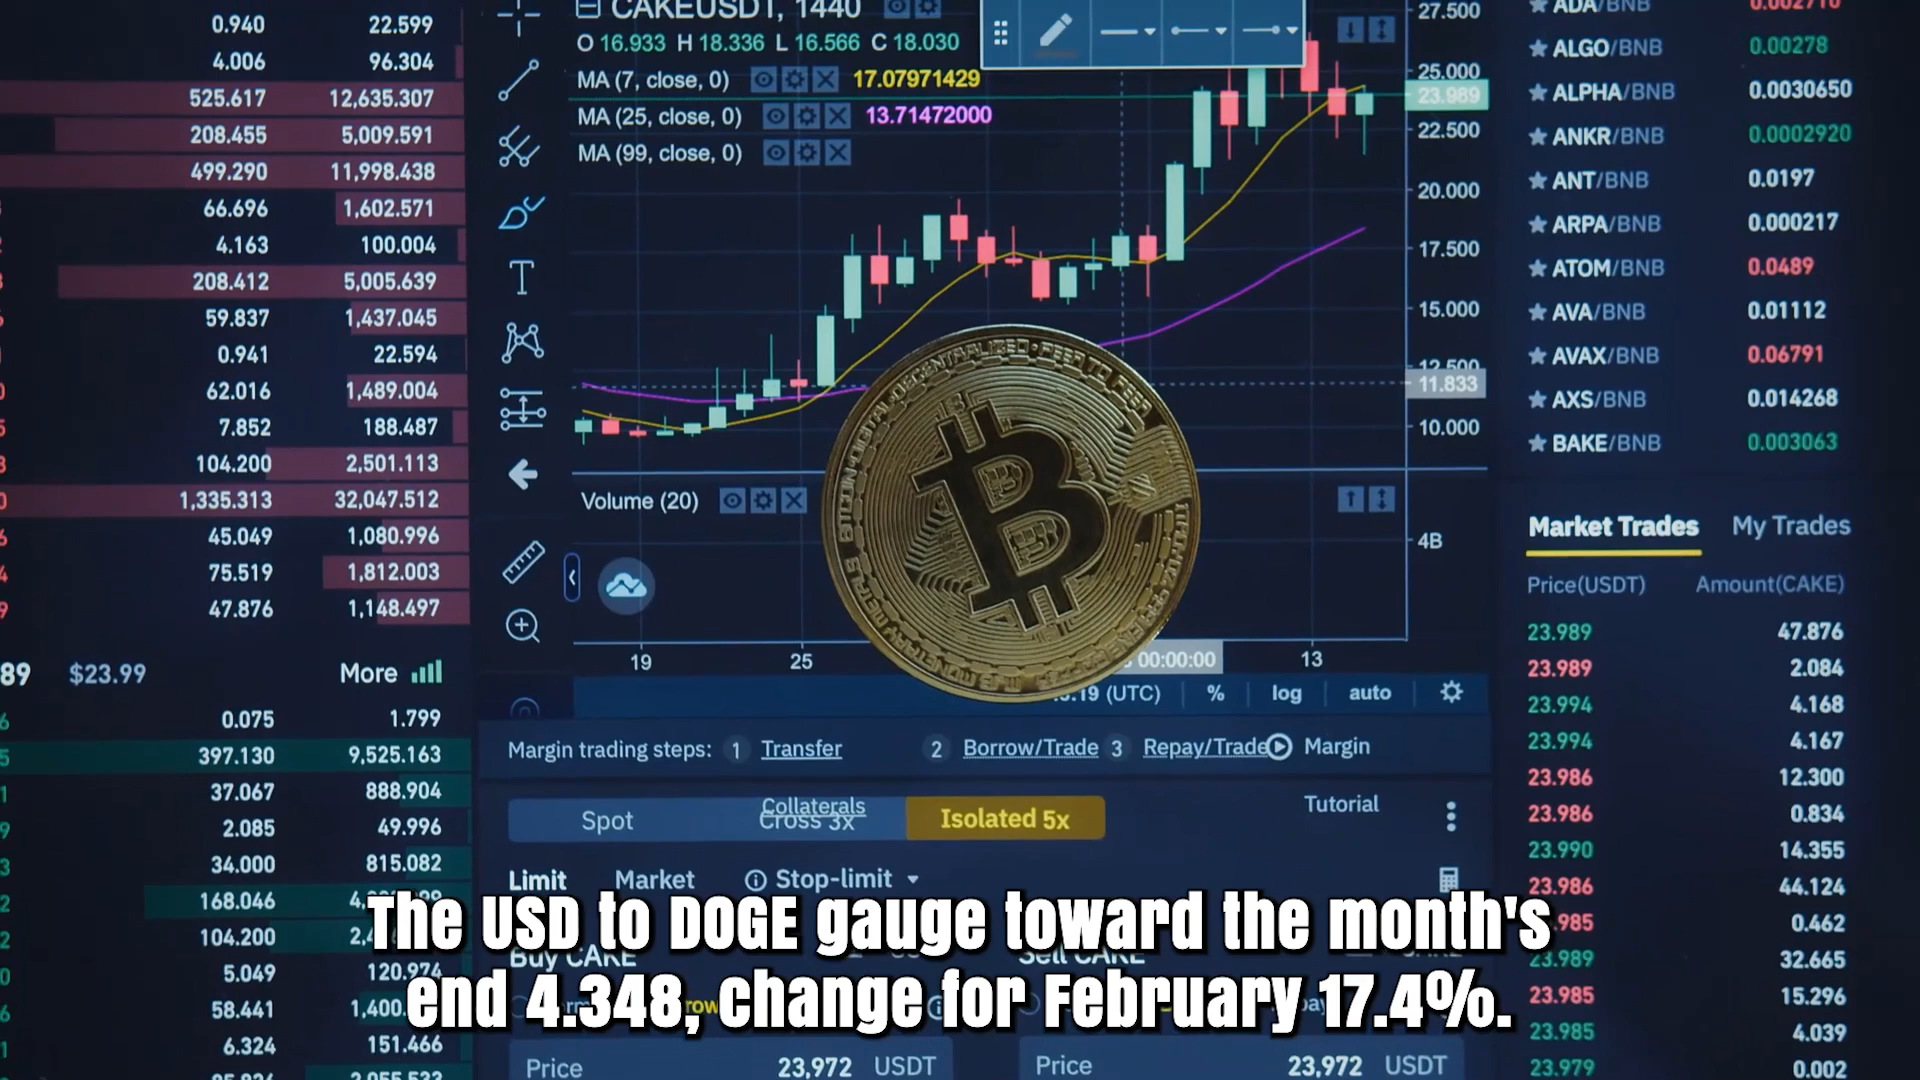 0.940 22.599
4.006 96.304
525.617 12,635.307
208.455 5,009.591
499.290 11,998.438
66.696 1,602.571
4.163 100.004
208.412 5,005.639
59.837 1,437.045
0.941 22.594
62.016 1,489.004
7.852 188.487
104.200 2,501.113
1,335.313 32,047.512
45.049 1,080.996
75.519 1,812.003
47.876 1,148.497
89 $23.99 More
0.075 1.799
397.130 9,525.163
37.067 888.904
2.085 49.996
34.000 815.082
168.046
104.200
5.049 120.974
58.441 1,400.
6.324 151.466
CAKEUSDT, 1440
O 16.933 H 18.336 L 16.566 C 18.030
MA (7, close, 0) 17.07971429
MA (25, close, 0) 13.71472000
MA (99, close, 0)
27.500
25.000
23.989
22.500
20.000
17.500
15.000
12.500
11.833
10.000
Volume (20)
4B
19 25 00:00:00 13
(UTC) % log auto
Margin trading steps: 1 Transfer 2 Borrow/Trade 3 Repay/Trade Margin
Collaterals Tutorial
Spot Cross 3x Isolated 5x
Limit Market Stop-limit
Buy CAKE Sell CAKE
The USD to DOGE gauge toward the month's
end 4.348, change for February 17.4%.
Price 23,972 USDT Price 23,972 USDT
ADA/BNB 0.002710
ALGO/BNB 0.00278
ALPHA/BNB 0.0030650
ANKR/BNB 0.0002920
ANT/BNB 0.0197
ARPA/BNB 0.000217
ATOM/BNB 0.0489
AVA/BNB 0.01112
AVAX/BNB 0.06791
AXS/BNB 0.014268
BAKE/BNB 0.003063
Market Trades My Trades
Price(USDT) Amount(CAKE)
23.989 47.876
23.989 2.084
23.994 4.168
23.994 4.167
23.986 12.300
23.986 0.834
23.990 14.355
23.986 44.124
.985 0.462
23.989 32.665
23.985 15.296
23.985 4.039
23.979 0.002